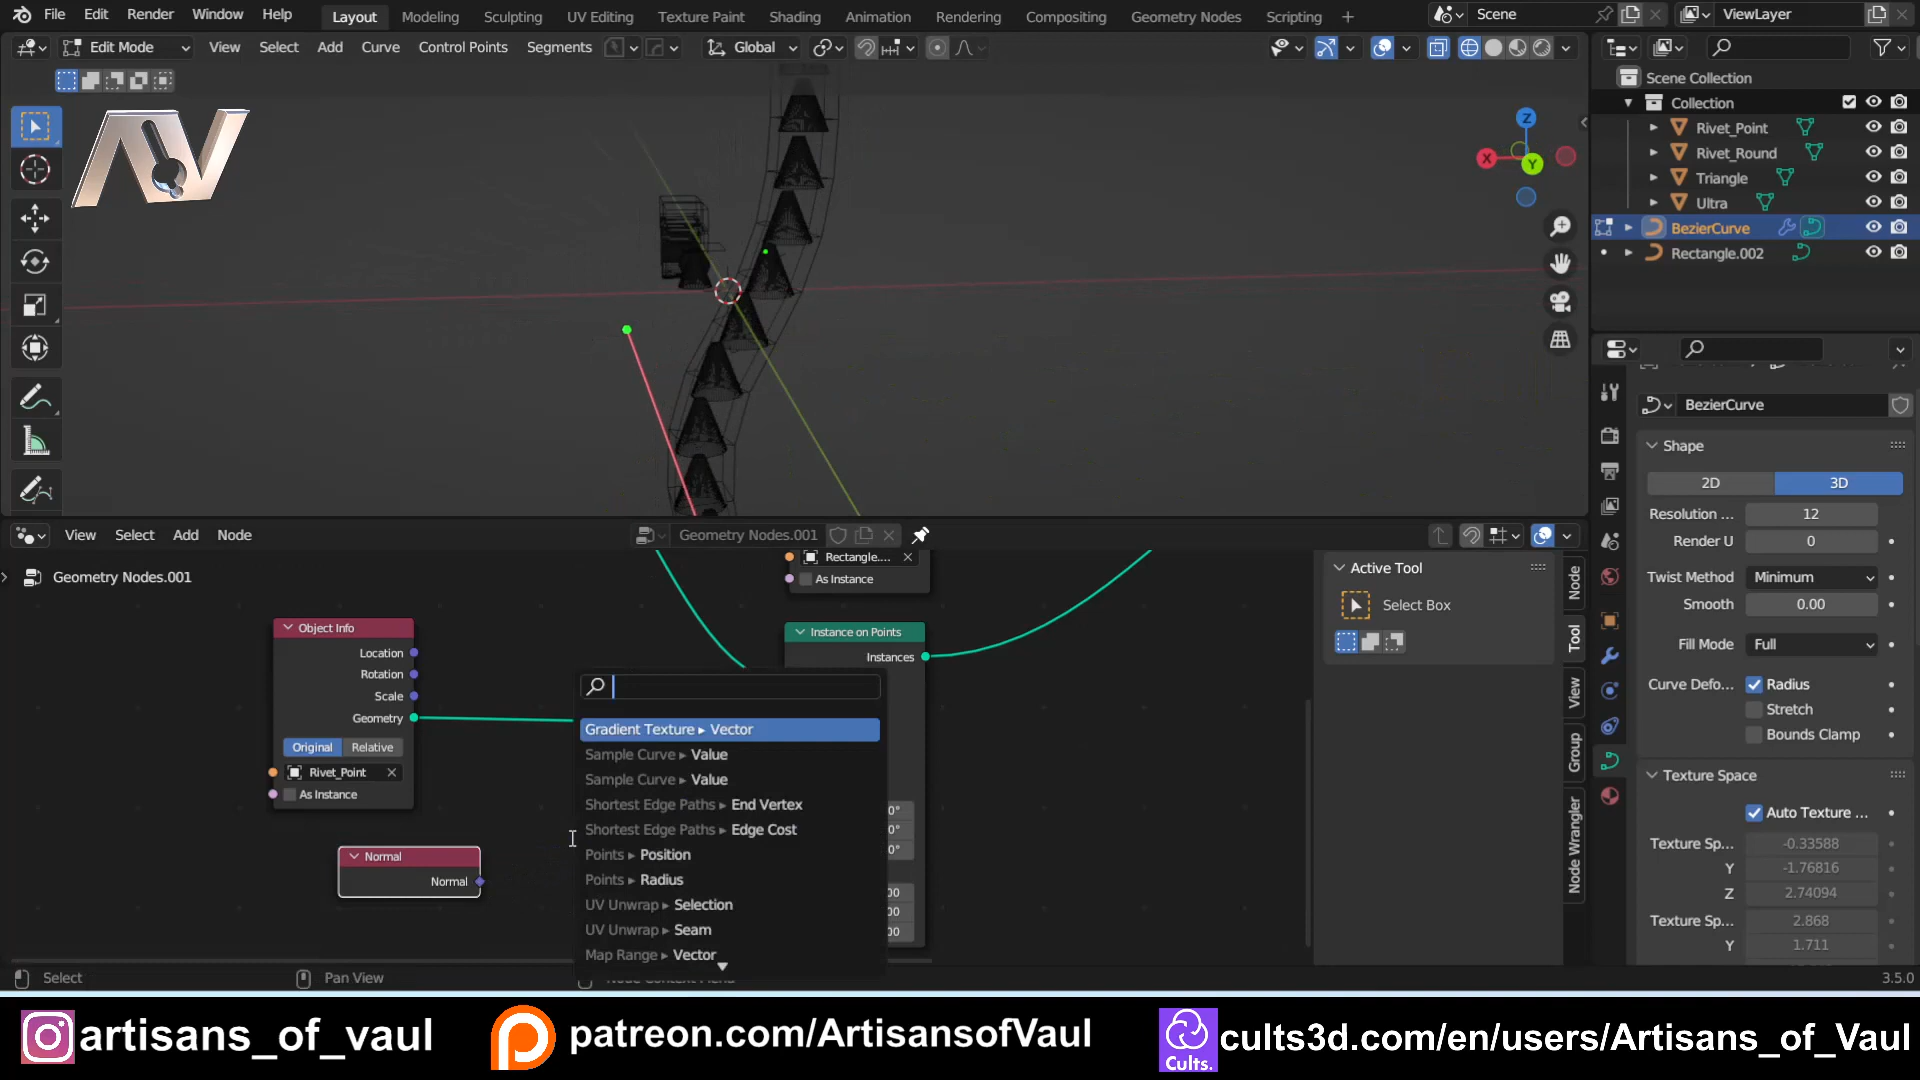 File Edit Render Window Help Layout Modeling Sculpting UV Editing Texture Paint Shading Animation Rendering Compositing Geometry Nodes Scripting + Scene ViewLayer
Edit Mode View Select Add Curve Control Points Segments Global
Scene Collection
Collection
Rivet_Point
Rivet_Round
Triangle
Ultra
BezierCurve
Rectangle.002
Z
X
Y
AV
BezierCurve
Shape
2D 3D
Resolution ... 12
Render U 0
Twist Method Minimum
Smooth 0.00
Fill Mode Full
Curve Defo... Radius
Stretch
Bounds Clamp
Texture Space
Auto Texture ...
Texture Sp... -0.33588
Y -1.76816
Z 2.74094
Texture Sp... 2.868
Y 1.711
View Select Add Node Geometry Nodes.001
Geometry Nodes.001
Rectangle....
As Instance
Object Info
Location
Rotation
Scale
Geometry
Original Relative
Rivet_Point
As Instance
Normal
Normal
Instance on Points
Instances
Gradient Texture ▸ Vector
Sample Curve ▸ Value
Sample Curve ▸ Value
Shortest Edge Paths ▸ End Vertex
Shortest Edge Paths ▸ Edge Cost
Points ▸ Position
Points ▸ Radius
UV Unwrap ▸ Selection
UV Unwrap ▸ Seam
Map Range ▸ Vector
0°
0°
0°
00
00
00
Active Tool
Select Box
Node
Tool
View
Group
Node Wrangler
Select Pan View 3.5.0
artisans_of_vaul patreon.com/ArtisansofVaul Cults. cults3d.com/en/users/Artisans_of_Vaul